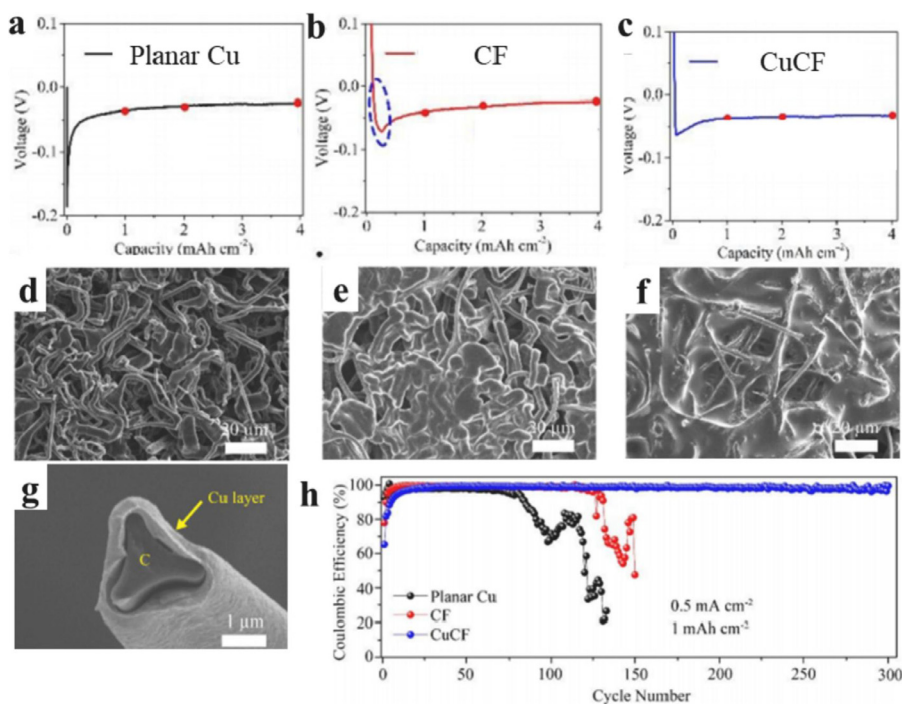 a
Planar Cu
0.1
0.0
-0.1
-0.2
Voltage (V)
0 1 2 3 4
Capacity (mAh cm⁻²)
b
CF
0.1
0.0
-0.1
-0.2
Voltage (V)
0 1 2 3 4
Capacity (mAh cm⁻²)
c
CuCF
0.1
0.0
-0.1
-0.2
Voltage (V)
0 1 2 3 4
Capacity (mAh cm⁻²)
d
e
f
g
Cu layer
C
1 μm
h
100
80
60
40
20
0
Coulombic Efficiency (%)
Planar Cu
CF
CuCF
0.5 mA cm⁻²
1 mAh cm⁻²
0 50 100 150 200 250 300
Cycle Number